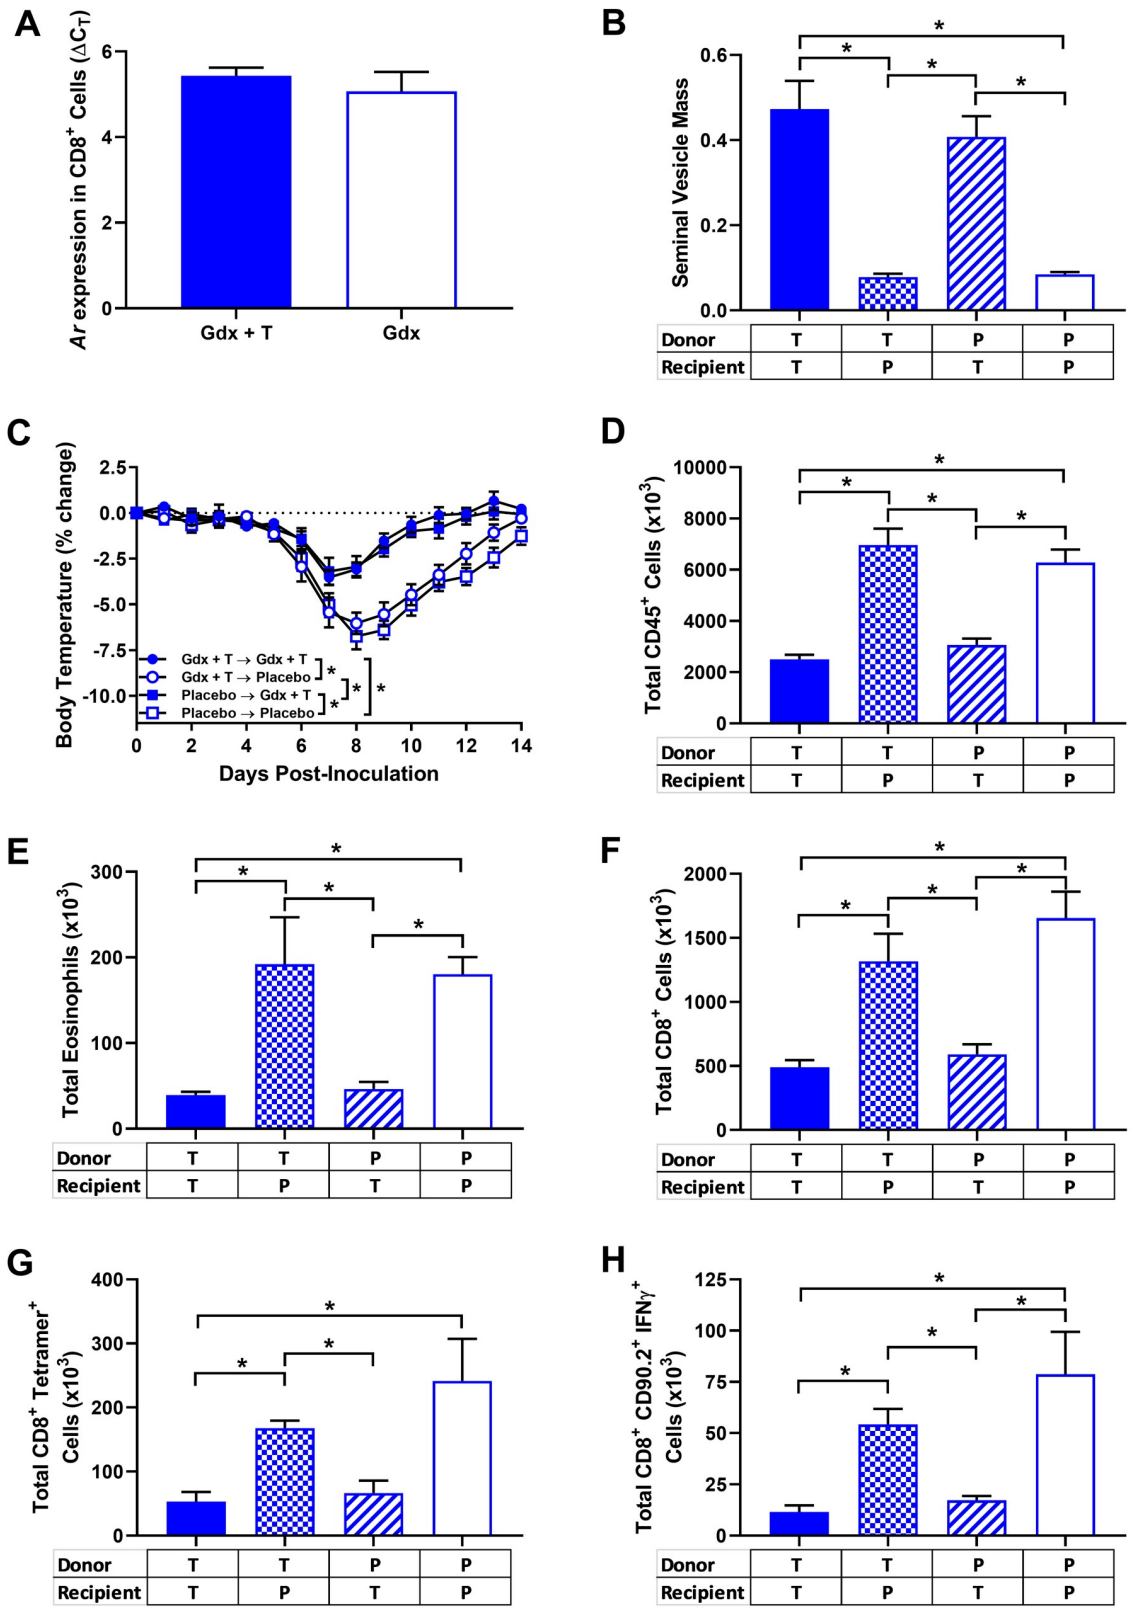 A
Ar expression in CD8+ Cells (ΔCT)
6
4
2
0
Gdx + T
Gdx
B
Seminal Vesicle Mass
0.6
0.4
0.2
0.0
*
*
*
*
Donor T T P P
Recipient T P T P
C
Body Temperature (% change)
2.5
0.0
-2.5
-5.0
-7.5
-10.0
Gdx + T → Gdx + T
Gdx + T → Placebo
Placebo → Gdx + T
Placebo → Placebo
*
*
*
*
0 2 4 6 8 10 12 14
Days Post-Inoculation
D
Total CD45+ Cells (x103)
10000
8000
6000
4000
2000
0
*
*
*
*
Donor T T P P
Recipient T P T P
E
Total Eosinophils (x103)
300
200
100
0
*
*
*
*
Donor T T P P
Recipient T P T P
F
Total CD8+ Cells (x103)
2000
1500
1000
500
0
*
*
*
*
Donor T T P P
Recipient T P T P
G
Total CD8+ Tetramer+
Cells (x103)
400
300
200
100
0
*
*
*
Donor T T P P
Recipient T P T P
H
Total CD8+ CD90.2+ IFNγ+
Cells (x103)
125
100
75
50
25
0
*
*
*
*
Donor T T P P
Recipient T P T P